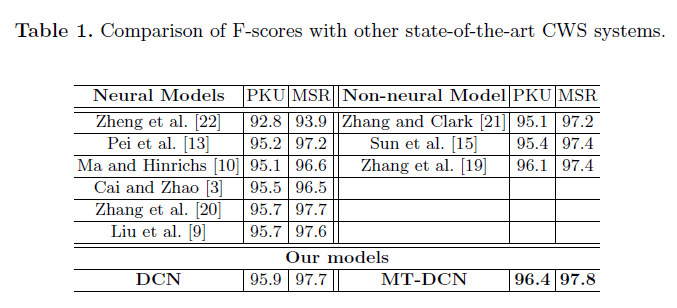 Table 1. Comparison of F-scores with other state-of-the-art CWS systems.
Neural Models PKU MSR Non-neural Model PKU MSR
Zheng et al. [22] 92.8 93.9 Zhang and Clark [21] 95.1 97.2
Pei et al. [13] 95.2 97.2 Sun et al. [15] 95.4 97.4
Ma and Hinrichs [10] 95.1 96.6 Zhang et al. [19] 96.1 97.4
Cai and Zhao [3] 95.5 96.5
Zhang et al. [20] 95.7 97.7
Liu et al. [9] 95.7 97.6
Our models
DCN 95.9 97.7 MT-DCN 96.4 97.8